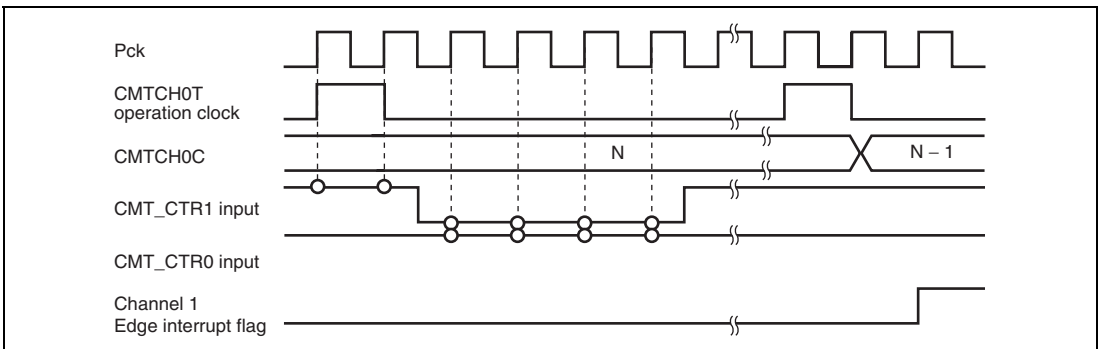 Pck
CMTCH0T
operation clock
CMTCH0C
N
N – 1
CMT_CTR1 input
CMT_CTR0 input
Channel 1
Edge interrupt flag